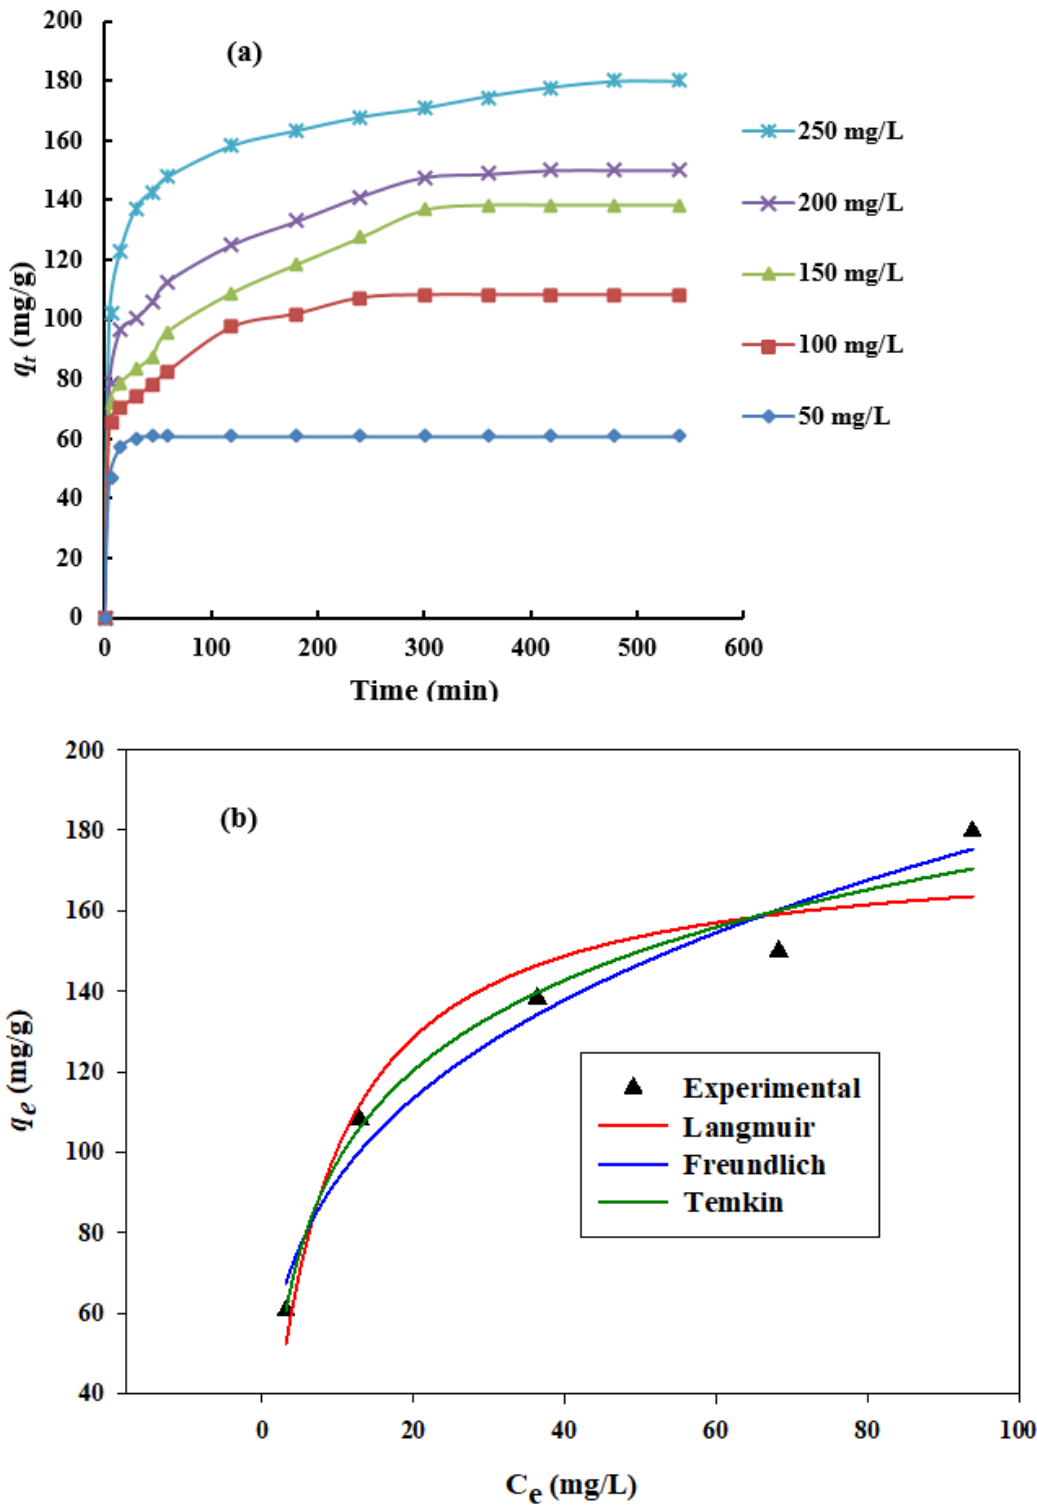 200
(a)
180
160
140
120
100
80
60
40
20
0
qt (mg/g)
250 mg/L
200 mg/L
150 mg/L
100 mg/L
50 mg/L
0 100 200 300 400 500 600
Time (min)
200
(b)
180
160
140
120
100
80
60
40
qe (mg/g)
Experimental
Langmuir
Freundlich
Temkin
0 20 40 60 80 100
Ce (mg/L)